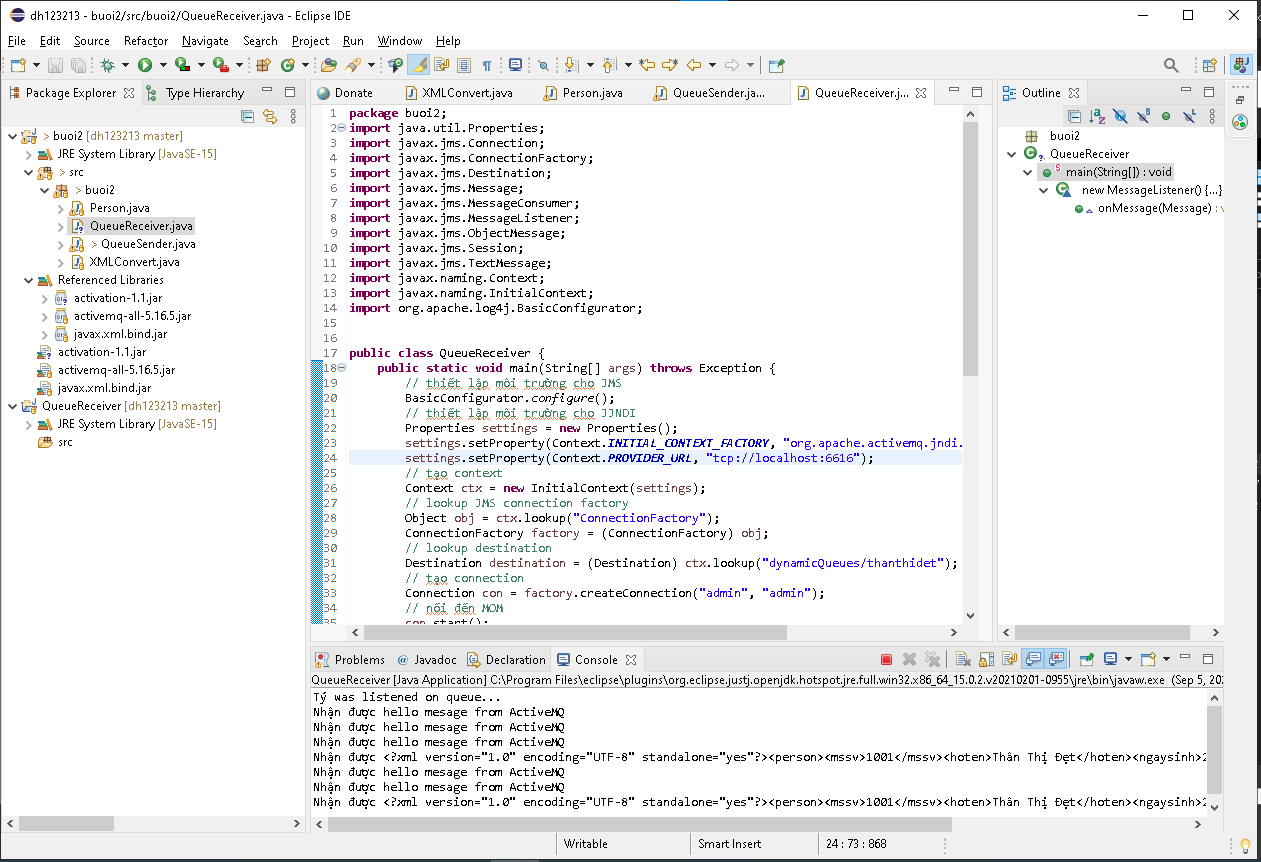 dh123213 - buoi2/src/buoi2/QueueReceiver.java - Eclipse IDE
File Edit Source Refactor Navigate Search Project Run Window Help
Package Explorer
Type Hierarchy
> buoi2 [dh123213 master]
JRE System Library [JavaSE-15]
> src
> buoi2
Person.java
QueueReceiver.java
> QueueSender.java
XMLConvert.java
Referenced Libraries
activation-1.1.jar
activemq-all-5.16.5.jar
javax.xml.bind.jar
activation-1.1.jar
activemq-all-5.16.5.jar
javax.xml.bind.jar
QueueReceiver [dh123213 master]
JRE System Library [JavaSE-15]
src
Donate
XMLConvert.java
Person.java
QueueSender.ja...
QueueReceiver.j...
1 package buoi2;
2 import java.util.Properties;
3 import javax.jms.Connection;
4 import javax.jms.ConnectionFactory;
5 import javax.jms.Destination;
6 import javax.jms.Message;
7 import javax.jms.MessageConsumer;
8 import javax.jms.MessageListener;
9 import javax.jms.ObjectMessage;
10 import javax.jms.Session;
11 import javax.jms.TextMessage;
12 import javax.naming.Context;
13 import javax.naming.InitialContext;
14 import org.apache.log4j.BasicConfigurator;
15
16
17 public class QueueReceiver {
18 public static void main(String[] args) throws Exception {
19 // thiết lập môi trường cho JMS
20 BasicConfigurator.configure();
21 // thiết lập môi trường cho JJNDI
22 Properties settings = new Properties();
23 settings.setProperty(Context.INITIAL_CONTEXT_FACTORY, "org.apache.activemq.jndi.
24 settings.setProperty(Context.PROVIDER_URL, "tcp://localhost:6616");
25 // tạo context
26 Context ctx = new InitialContext(settings);
27 // lookup JMS connection factory
28 Object obj = ctx.lookup("ConnectionFactory");
29 ConnectionFactory factory = (ConnectionFactory) obj;
30 // lookup destination
31 Destination destination = (Destination) ctx.lookup("dynamicQueues/thanthidet");
32 // tạo connection
33 Connection con = factory.createConnection("admin", "admin");
34 // nối đến MOM
35 con.start();
Outline
buoi2
QueueReceiver
main(String[]) : void
new MessageListener() {...}
onMessage(Message) : v
Problems
@ Javadoc
Declaration
Console
QueueReceiver [Java Application] C:\Program Files\eclipse\plugins\org.eclipse.justj.openjdk.hotspot.jre.full.win32.x86_64_15.0.2.v20210201-0955\jre\bin\javaw.exe (Sep 5, 202
Tý was listened on queue...
Nhận được hello mesage from ActiveMQ
Nhận được hello mesage from ActiveMQ
Nhận được hello mesage from ActiveMQ
Nhận được <?xml version="1.0" encoding="UTF-8" standalone="yes"?><person><mssv>1001</mssv><hoten>Thân Thị Đẹt</hoten><ngaysinh>2
Nhận được hello mesage from ActiveMQ
Nhận được hello mesage from ActiveMQ
Nhận được <?xml version="1.0" encoding="UTF-8" standalone="yes"?><person><mssv>1001</mssv><hoten>Thân Thị Đẹt</hoten><ngaysinh>2
Writable
Smart Insert
24 : 73 : 868